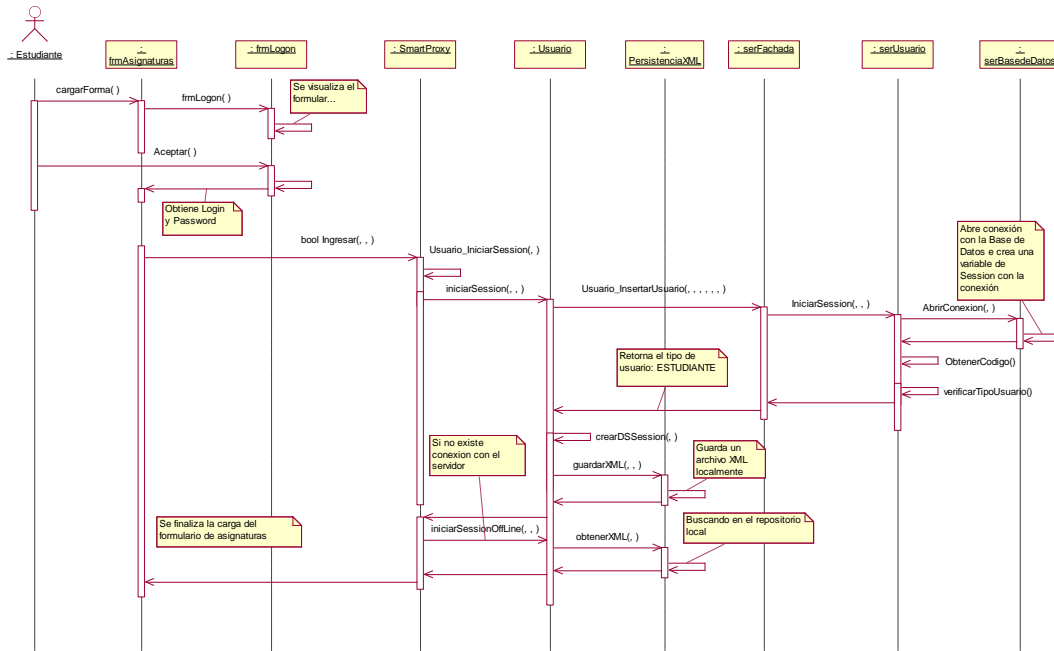 : Estudiante
:
frmAsignaturas
: frmLogon
: SmartProxy
: Usuario
:
PersistenciaXML
: serFachada
: serUsuario
:
serBasedeDatos
cargarForma( )
frmLogon( )
Se visualiza el
formular...
Aceptar( )
Obtiene Login
y Password
bool Ingresar(, , )
Usuario_IniciarSession(, )
iniciarSession(, , )
Usuario_InsertarUsuario(, , , , , , )
IniciarSession(, , )
AbrirConexion(, )
Abre conexión
con la Base de
Datos e crea una
variable de
Session con la
conexión
ObtenerCodigo()
Retorna el tipo de
usuario: ESTUDIANTE
verificarTipoUsuario()
crearDSSession(, )
Si no existe
conexion con el
servidor
guardarXML(, , )
Guarda un
archivo XML
localmente
Se finaliza la carga del
formulario de asignaturas
iniciarSessionOffLine(, , )
obtenerXML(, )
Buscando en el repositorio
local